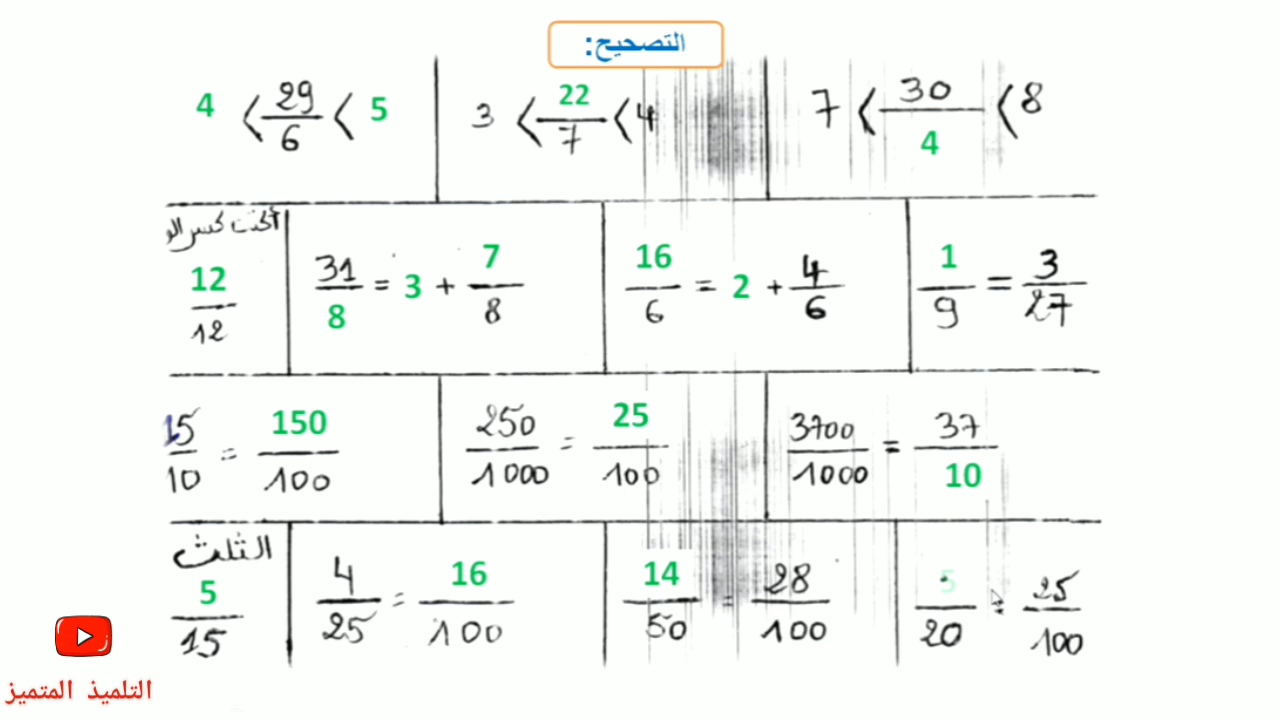 التصحيح:
4 < 29/6 < 5
3 < 22/7 < 4
7 < 30/4 < 8
أكتب كسر الو
12/12
31/8 = 3 + 7/8
16/6 = 2 + 4/6
1/9 = 3/27
15/10 = 150/100
250/1000 = 25/100
3700/1000 = 37/10
الثلث
5/15
4/25 = 16/100
14/50 = 28/100
5/20 = 25/100
التلميذ المتميز